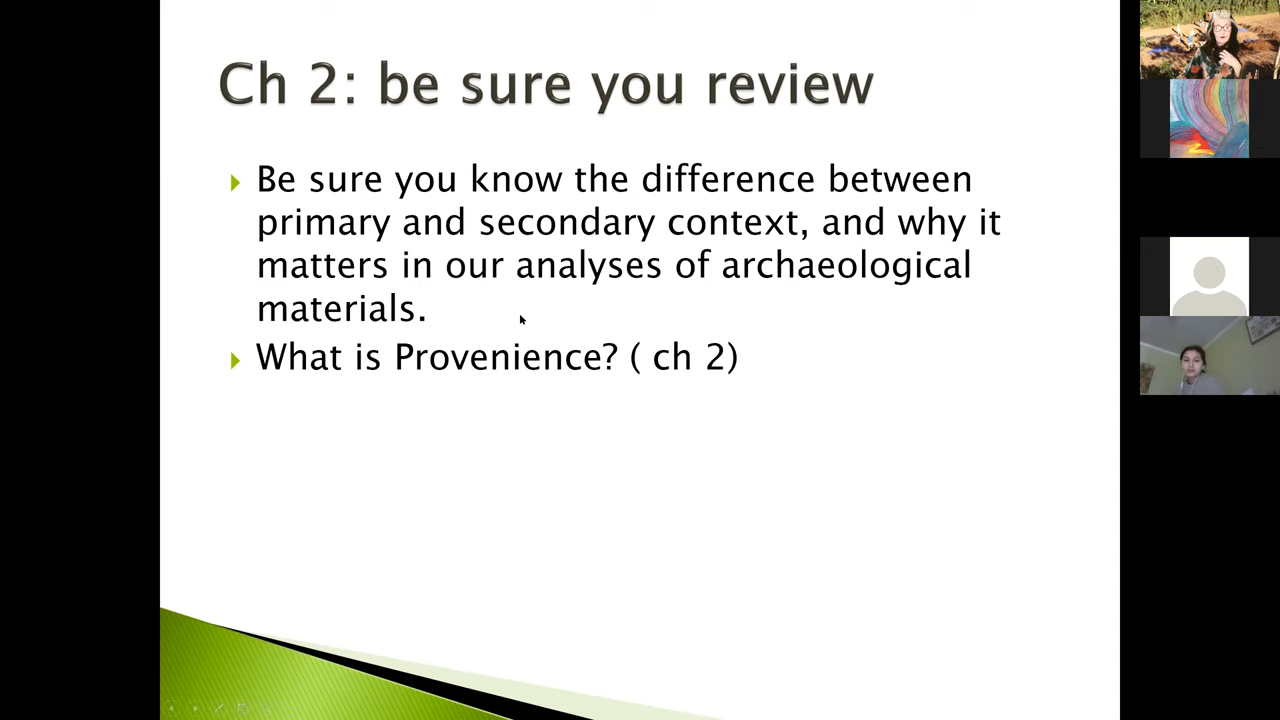 Ch 2: be sure you review
Be sure you know the difference between
primary and secondary context, and why it
matters in our analyses of archaeological
materials.
What is Provenience? ( ch 2)